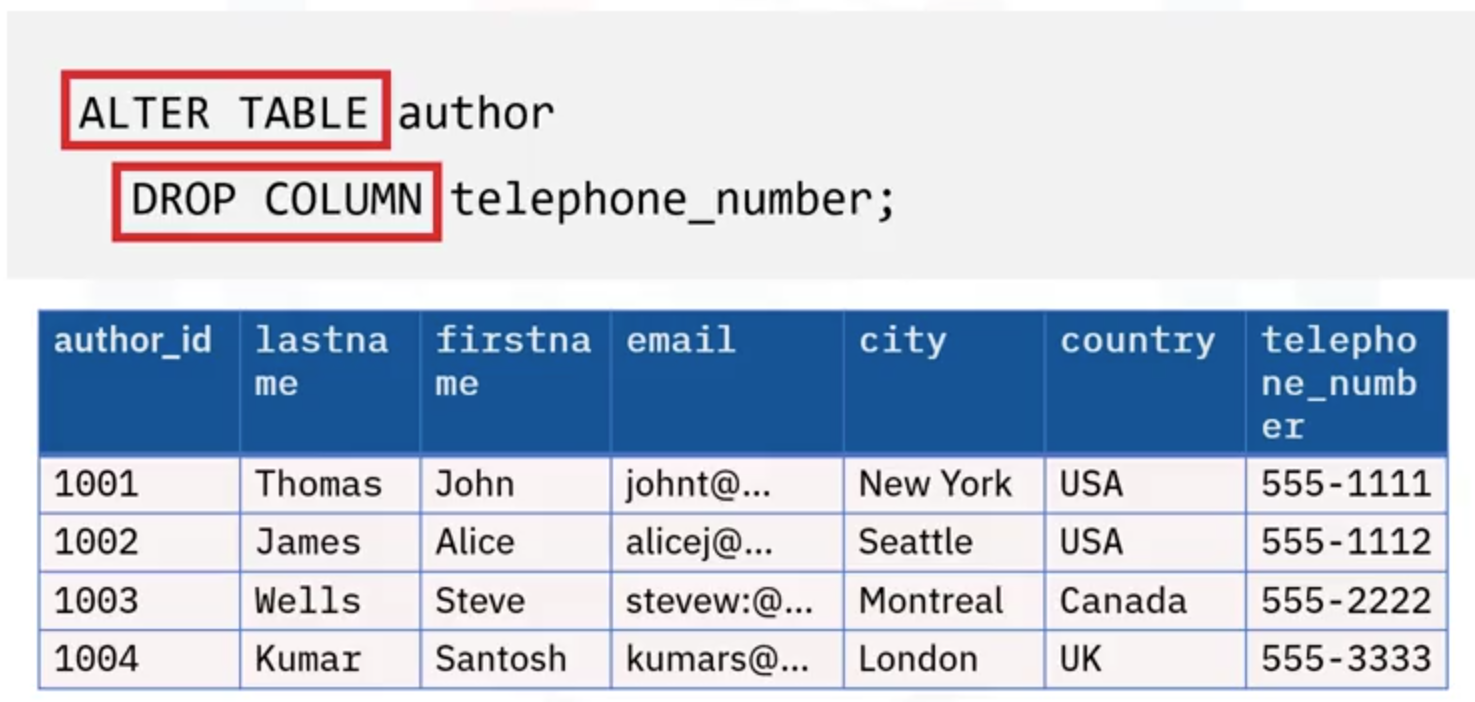 ALTER TABLE author
DROP COLUMN telephone_number;
author_id lastna firstna email city country telepho
me me ne_numb
er
1001 Thomas John johnt@... New York USA 555-1111
1002 James Alice alicej@... Seattle USA 555-1112
1003 Wells Steve stevew:@... Montreal Canada 555-2222
1004 Kumar Santosh kumars@... London UK 555-3333